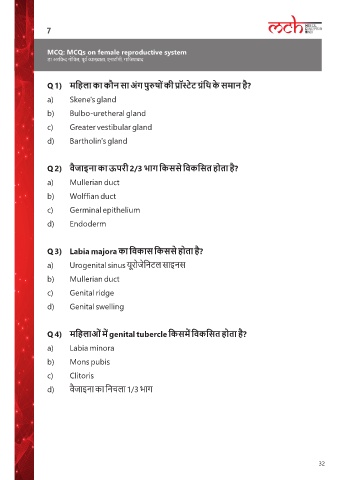 7
mch
MCQ: MCQs on female reproductive system
Q 1) महिला का कौन सा अंग पुरुषों की प्रॉस्टेट ग्रंथि के समान है?
a) Skene's gland
b) Bulbo-uretheral gland
c) Greater vestibular gland
d) Bartholin's gland
Q 2) वैजाइना का ऊपरी 2/3 भाग किससे विकसित होता है?
a) Mullerian duct
b) Wolffian duct
c) Germinal epithelium
d) Endoderm
Q 3) Labia majora का विकास किससे होता है?
a) Urogenital sinus यूरोजेनिटल साइनस
b) Mullerian duct
c) Genital ridge
d) Genital swelling
Q 4) महिलाओं में genital tubercle किसमें विकसित होता है?
a) Labia minora
b) Mons pubis
c) Clitoris
d) वैजाइना का निचला 1/3 भाग
32